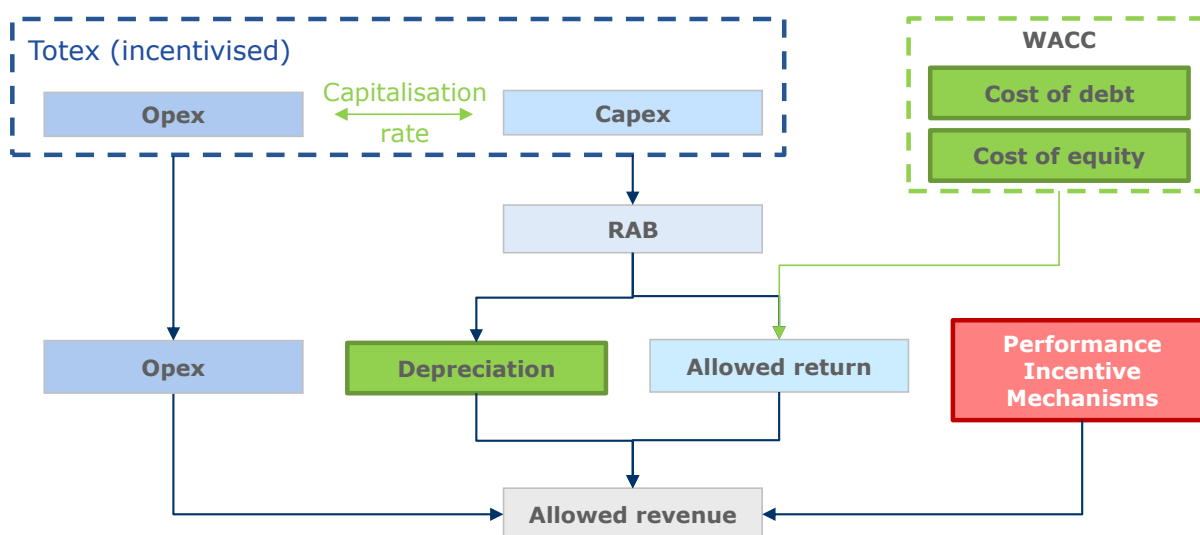 Totex (incentivised)
Opex
Capitalisation
rate
Capex
WACC
Cost of debt
Cost of equity
RAB
Opex
Depreciation
Allowed return
Performance
Incentive
Mechanisms
Allowed revenue